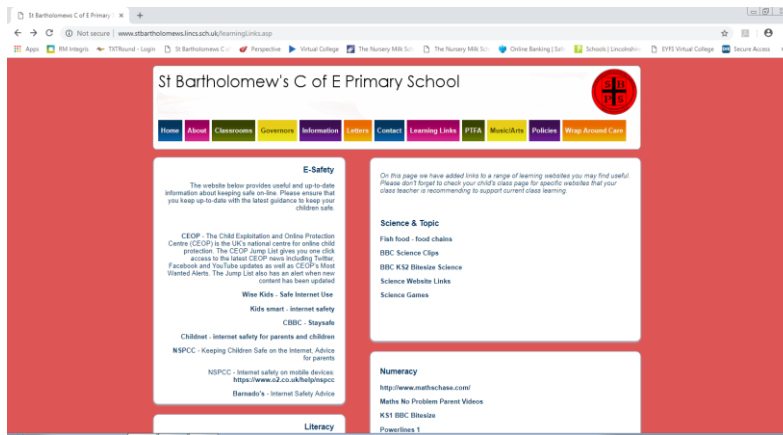 St Bartholomews C of E Primary S
Not secure | www.stbartholomews.lincs.sch.uk/learningLinks.asp
Apps
RM Integris
TXTRound - Login
St Bartholomews C
Perspective
Virtual College
The Nursery Milk Sch
The Nursery Milk Sch
Online Banking | Safe
Schools | Lincolnshire
EYFS Virtual College
Secure Access
St Bartholomew's C of E Primary School
S B
P S
Home About Classrooms Governors Information Letters Contact Learning Links PTFA Music/Arts Policies Wrap Around Care
E-Safety
The website below provides useful and up-to-date
information about keeping safe on-line. Please ensure that
you keep up-to-date with the latest guidance to keep your
children safe.
CEOP - The Child Exploitation and Online Protection
Centre (CEOP) is the UK's national centre for online child
protection. The CEOP Jump List gives you one click
access to the latest CEOP news including Twitter,
Facebook and YouTube updates as well as CEOP's Most
Wanted Alerts. The Jump List also has an alert when new
content has been updated
Wise Kids - Safe Internet Use
Kids smart - internet safety
CBBC - Staysafe
Childnet - internet safety for parents and children
NSPCC - Keeping Children Safe on the Internet, Advice
for parents
NSPCC - Internet safety on mobile devices:
https://www.o2.co.uk/help/nspcc
Barnado's - Internet Safety Advice
Literacy
On this page we have added links to a range of learning websites you may find useful.
Please don't forget to check your child's class page for specific websites that your
class teacher is recommending to support current class learning.
Science & Topic
Fish food - food chains
BBC Science Clips
BBC KS2 Bitesize Science
Science Website Links
Science Games
Numeracy
http://www.mathschase.com/
Maths No Problem Parent Videos
KS1 BBC Bitesize
Powerlines 1